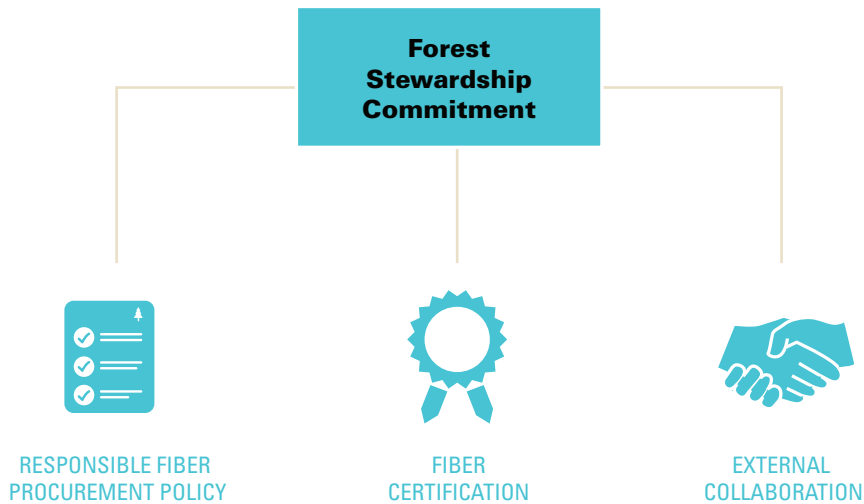 Forest
Stewardship
Commitment
RESPONSIBLE FIBER
PROCUREMENT POLICY
FIBER
CERTIFICATION
EXTERNAL
COLLABORATION